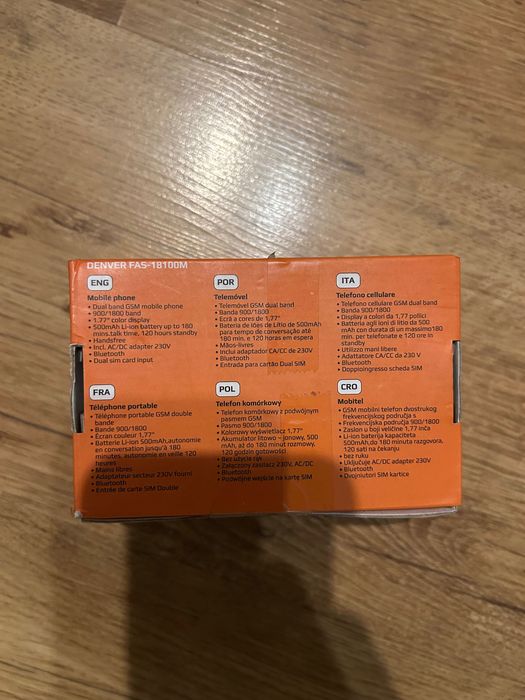 DENVER FAS-18100M
ENG
Mobile phone
• Dual band GSM mobile phone
• 900/1800 band
• 1.77" color display
• 500mAh Li-ion battery up to 180
mins.talk time, 120 hours standby
• Handsfree
• Incl. AC/DC adapter 230V
• Bluetooth
• Dual sim card input
POR
Telemóvel
• Telemóvel GSM dual band
• Banda 900/1800
• Ecrã a cores de 1,77"
• Bateria de iões de Lítio de 500mAh
para tempo de conversação até
180 min. e 120 horas em espera
• Mãos-livres
• Inclui adaptador CA/CC de 230V
• Bluetooth
• Entrada para cartão Dual SIM
ITA
Telefono cellulare
• Telefono cellulare GSM dual band
• Banda 900/1800
• Display a colori da 1.77 pollici
• Batteria agli ioni di litio da 500
mAh con durata di un massimo180
min. per telefonate e 120 ore in
standby
• Utilizzo mani libere
• Adattatore CA/CC da 230 V
• Bluetooth
• Doppioingresso scheda SIM
FRA
Téléphone portable
• Téléphone portable GSM double
bande
• Bande 900/1800
• Écran couleur 1,77"
• Batterie Li-ion 500mAh,autonomie
en conversation jusqu'à 180
minutes, autonomie en veille 120
heures
• Mains libres
• Adaptateur secteur 230V fourni
• Bluetooth
• Entrée de carte SIM Double
POL
Telefon komórkowy
• Telefon komórkowy z podwójnym
pasmem GSM
• Pasmo 900/1800
• Kolorowy wyświetlacz 1,77"
• Akumulator litowo – jonowy, 500
mAh, aż do 180 minut rozmowy,
120 godzin gotowości
• Bez użycia rąk
• Załączony zasilacz 230V, AC/DC
• Bluetooth
• Podwójne wejście na kartę SIM
CRO
Mobitel
• GSM mobilni telefon dvostrukog
frekvencijskog područja s
• Frekvencijska područja 900/1800
• Zaslon u boji veličine 1,77 inča
• Li-ion baterija kapaciteta
500mAh,do 180 minuta razgovora,
120 sati na čekanju
• bez ruku
• Uključuje AC/DC adapter 230V
• Bluetooth
• Dvojniutori SIM kartice